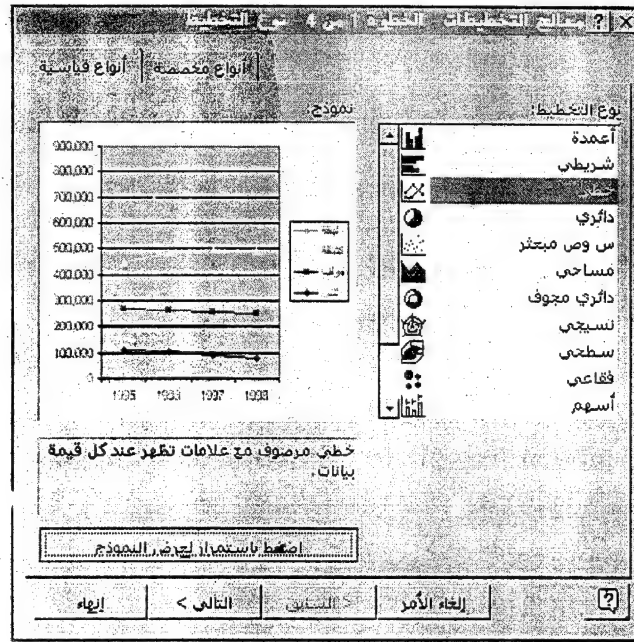 معالج التخطيطات - الخطوة 1 من 4 - نوع التخطيط
أنواع قياسية
أنواع مخصصة
نوع التخطيط:
أعمدة
شريطي
خطي
دائري
س وص مبعثر
مساحي
دائري مجوف
نسيجي
سطحي
فقاعي
أسهم
نموذج:
900,000
800,000
700,000
600,000
500,000
400,000
300,000
200,000
100,000
0
1995 1997 1998
خطي مرصوف مع علامات تظهر عند كل قيمة
بيانات.
اضغط باستمرار لعرض النموذج
إلغاء الأمر
< السابق
التالي >
إنهاء